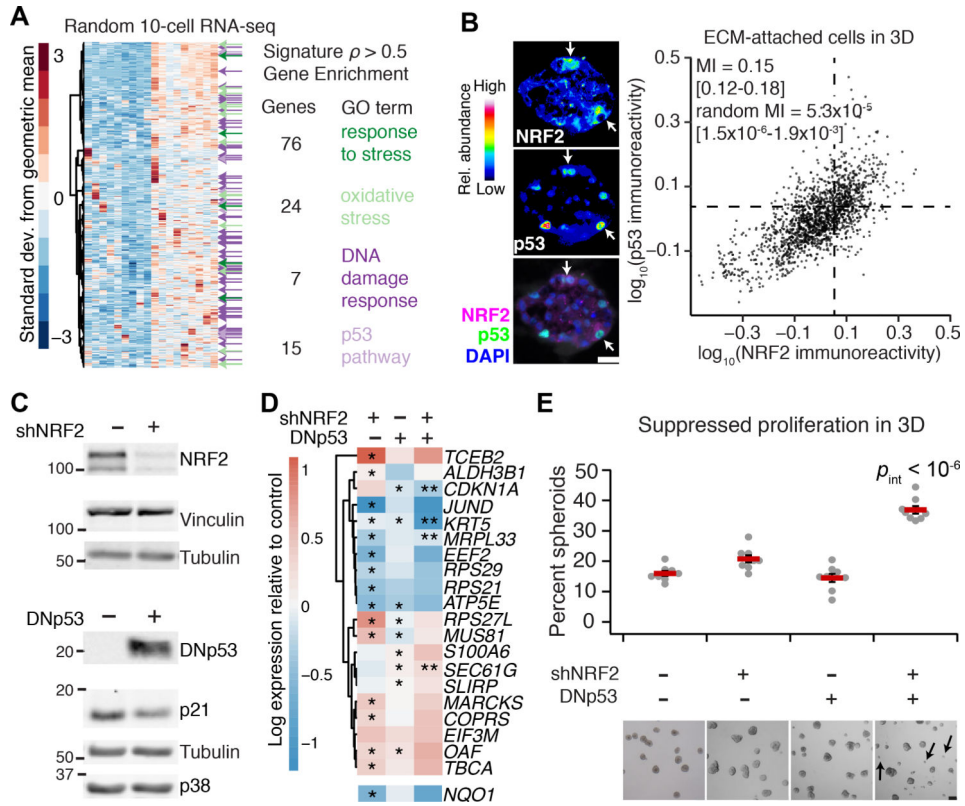 A
Random 10-cell RNA-seq
Standard dev. from geometric mean
3
0
−3
Signature ρ > 0.5
Gene Enrichment
Genes GO term
76 response to stress
24 oxidative stress
7 DNA damage response
15 p53 pathway
B
Rel. abundance
High
Low
NRF2
p53
NRF2
p53
DAPI
ECM-attached cells in 3D
MI = 0.15
[0.12-0.18]
random MI = 5.3x10⁻⁵
[1.5x10⁻⁶-1.9x10⁻³]
log₁₀(p53 immunoreactivity)
0.5
0.3
0.1
−0.1
−0.3 −0.1 0.1 0.3 0.5
log₁₀(NRF2 immunoreactivity)
C
shNRF2 − +
100 NRF2
100 Vinculin
50 Tubulin
DNp53 − +
20 DNp53
20
p21
50 Tubulin
37
p38
D
shNRF2 + − +
DNp53 − + +
Log expression relative to control
1
0.5
0
−0.5
−1
* TCEB2
* ALDH3B1
* ** CDKN1A
* JUND
* * ** KRT5
* ** MRPL33
* EEF2
* RPS29
* RPS21
* * ATP5E
* * RPS27L
* * MUS81
* S100A6
* ** SEC61G
* SLIRP
* MARCKS
* COPRS
EIF3M
* * OAF
* TBCA
* NQO1
E
Suppressed proliferation in 3D
Percent spheroids
50
40
30
20
10
0
p_int < 10⁻⁶
shNRF2 − + − +
DNp53 − − + +